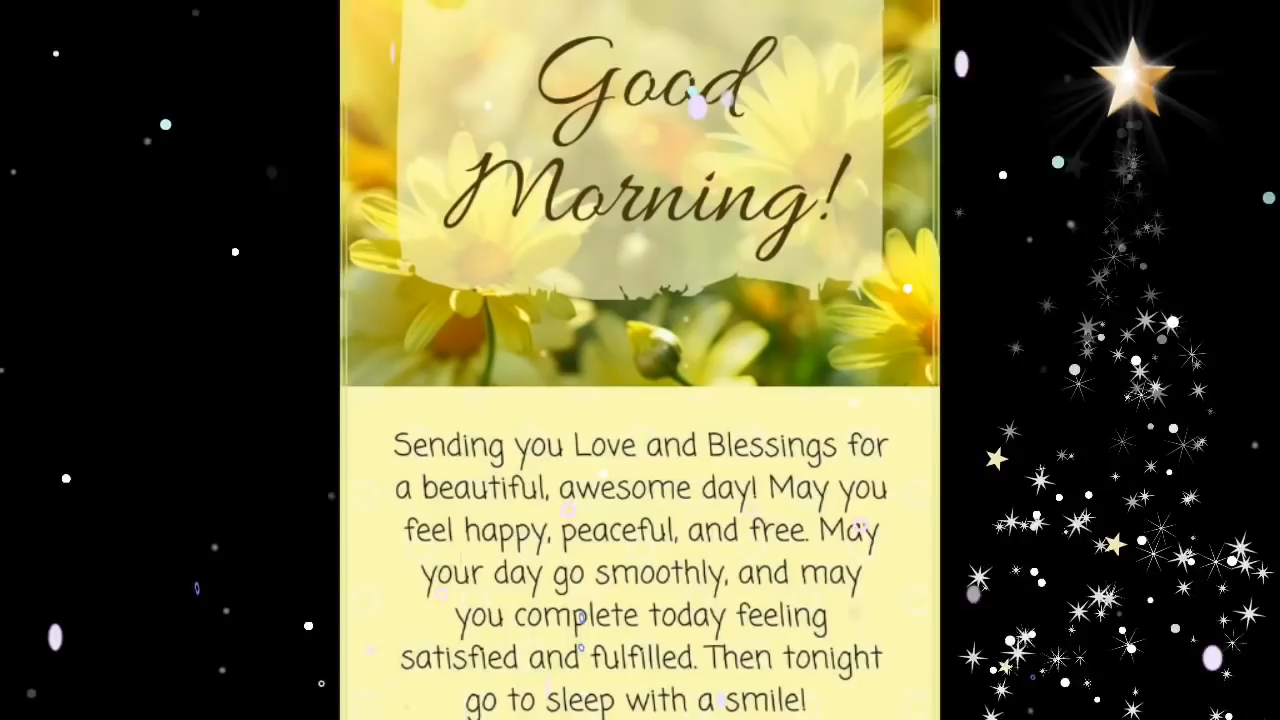 Good
Morning!
Sending you Love and Blessings for
a beautiful, awesome day! May you
feel happy, peaceful, and free. May
your day go smoothly, and may
you complete today feeling
satisfied and fulfilled. Then tonight
go to sleep with a smile!